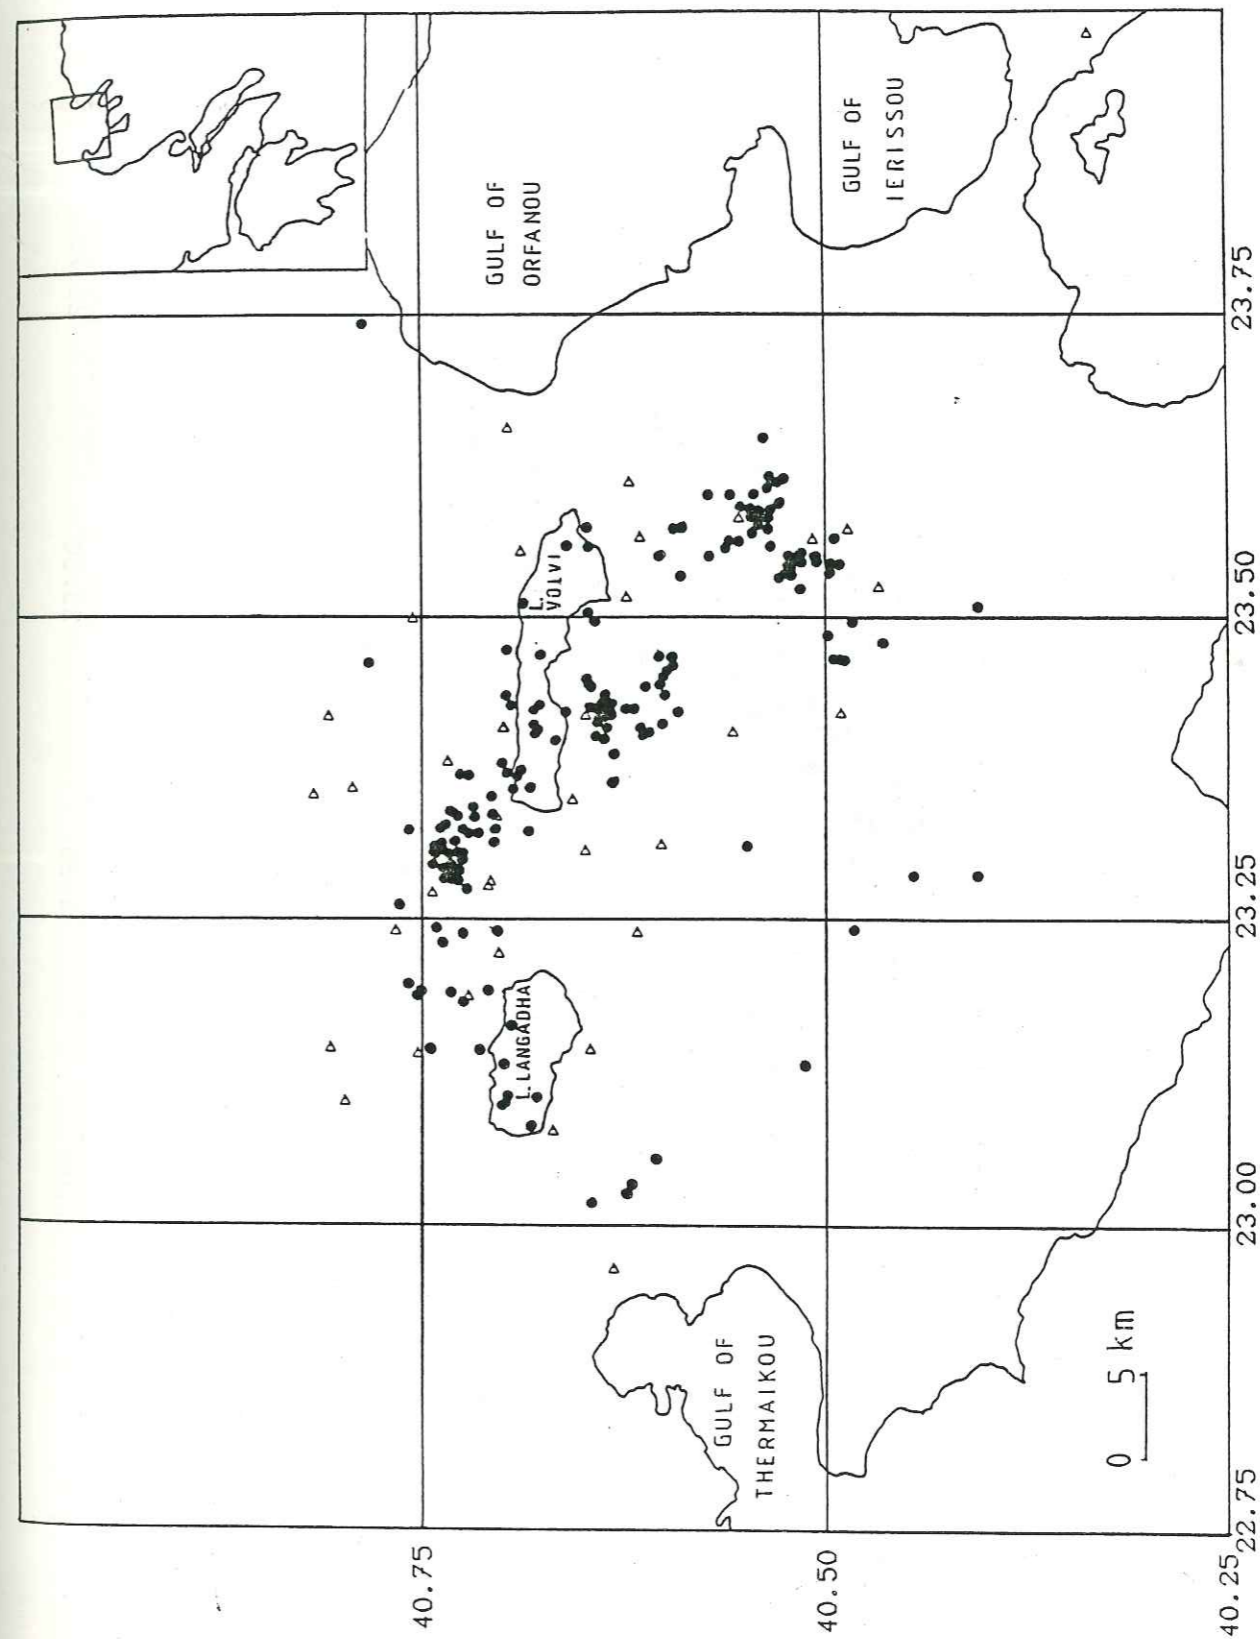 GULF OF
ORFANOU
GULF OF
IERISSOU
L.
VOLVI
L. LANGADHA
GULF OF
THERMAIKOU
0 5 km
40.75
40.50
40.25
22.75
23.00
23.25
23.50
23.75